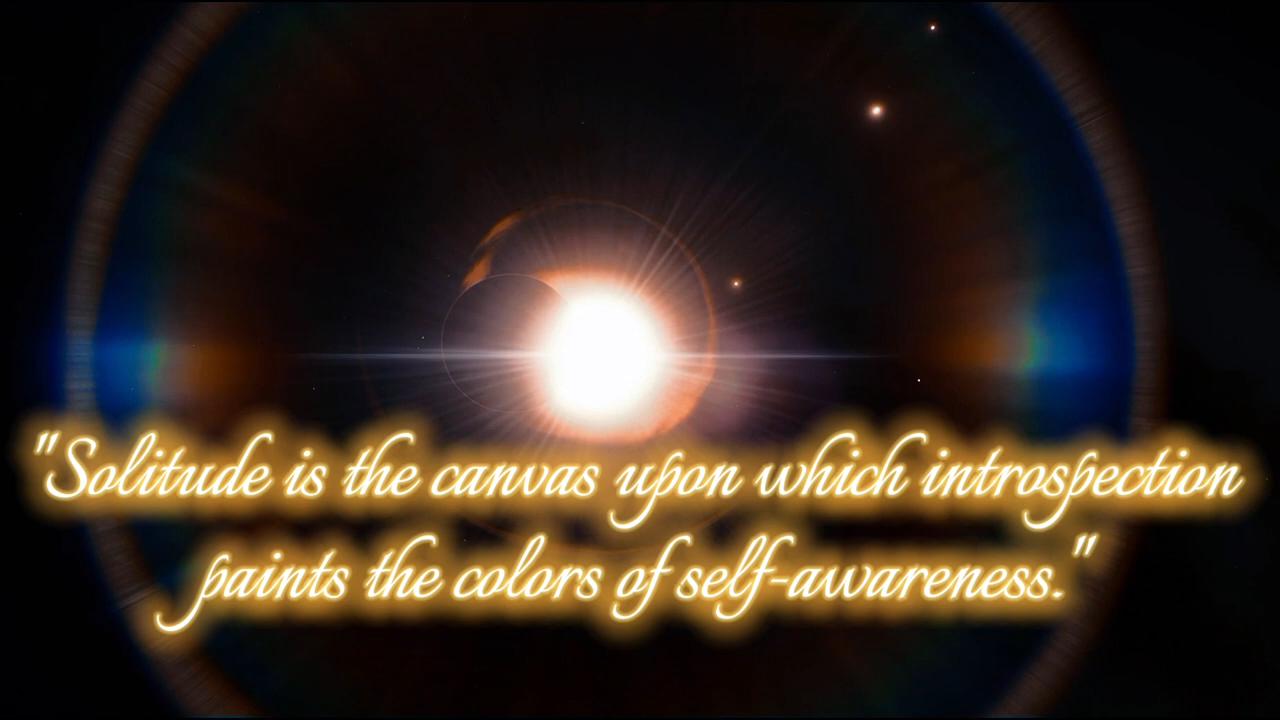 "Solitude is the canvas upon which introspection
paints the colors of self-awareness."